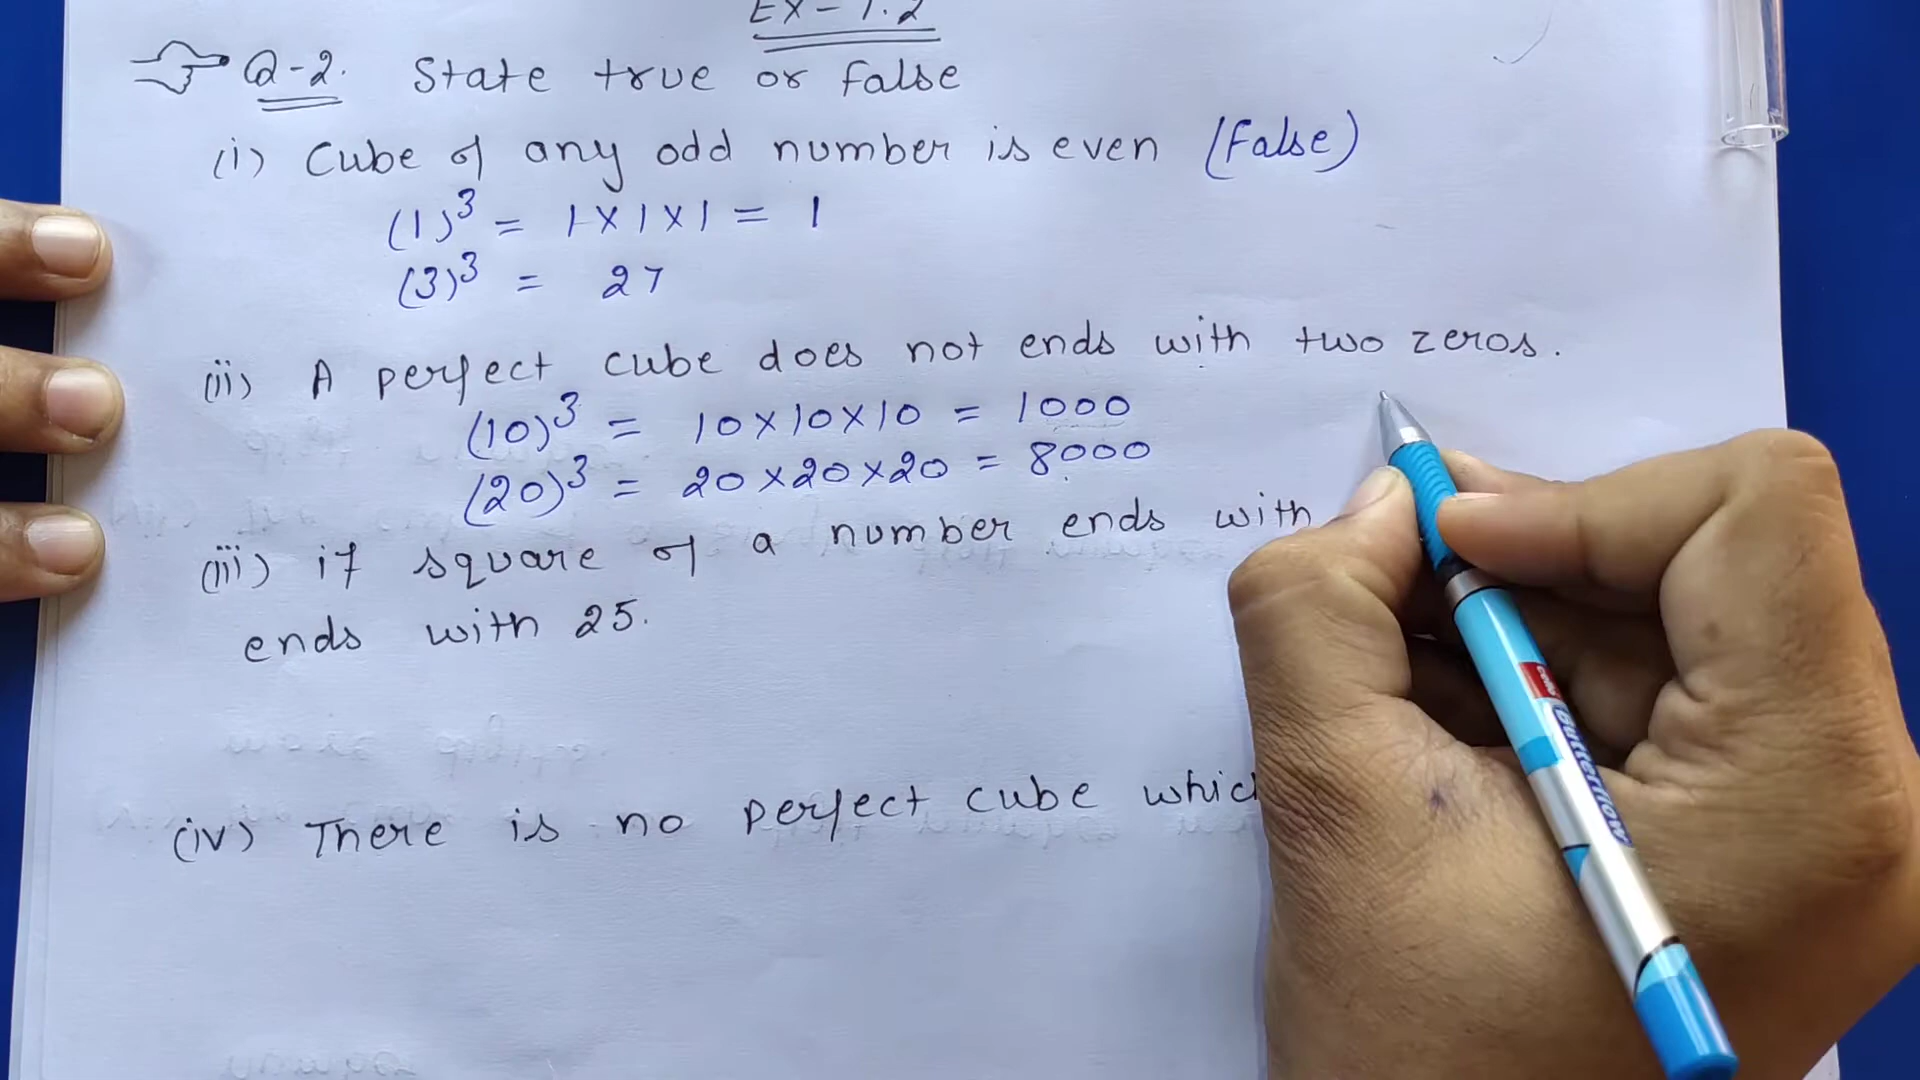 Ex - 1.2
Q-2. State true or false
(i) Cube of any odd number is even (False)
(1)³ = 1 × 1 × 1 = 1
(3)³ = 27
(ii) A perfect cube does not ends with two zeros.
(10)³ = 10 × 10 × 10 = 1000
(20)³ = 20 × 20 × 20 = 8000
(iii) if square of a number ends with
ends with 25.
(iv) There is no perfect cube which
cello Butterflow